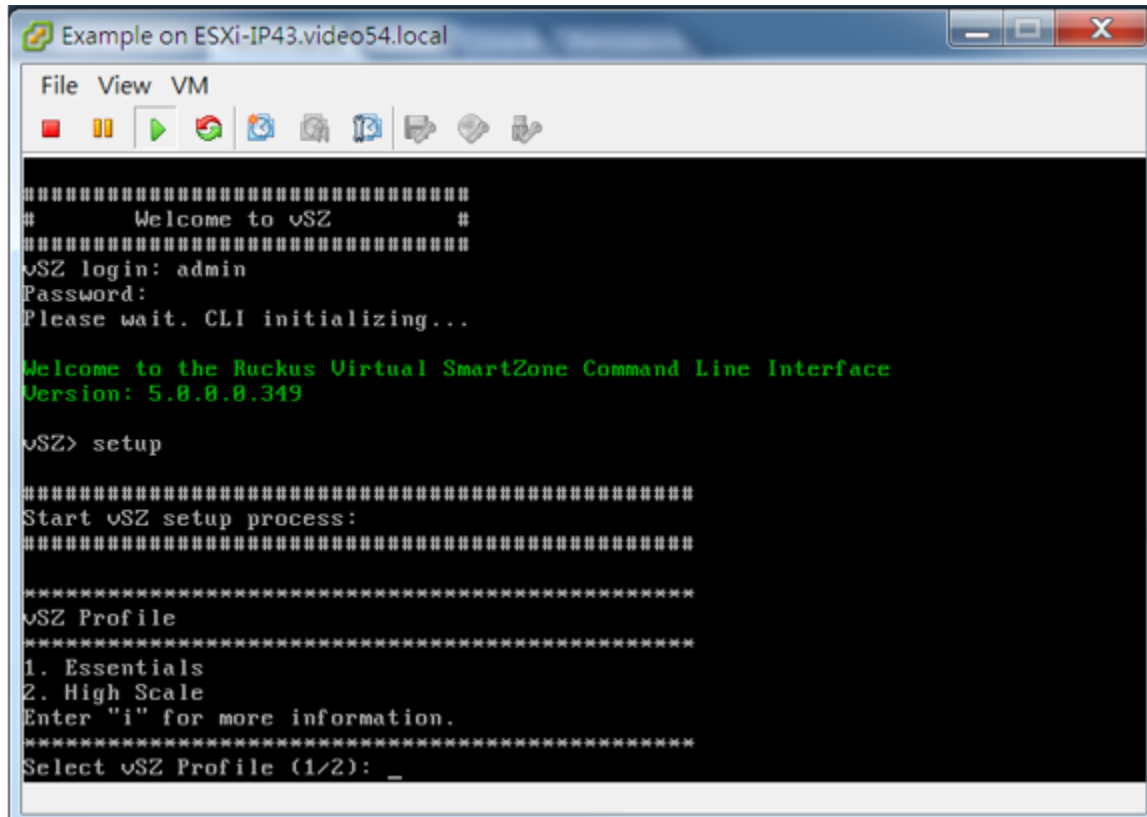 Example on ESXi-IP43.video54.local
File View VM
################################
# Welcome to vSZ #
################################
vSZ login: admin
Password:
Please wait. CLI initializing...
Welcome to the Ruckus Virtual SmartZone Command Line Interface
Version: 5.0.0.0.349
vSZ> setup
################################################
Start vSZ setup process:
################################################
************************************************
vSZ Profile
************************************************
1. Essentials
2. High Scale
Enter "i" for more information.
************************************************
Select vSZ Profile (1/2): _